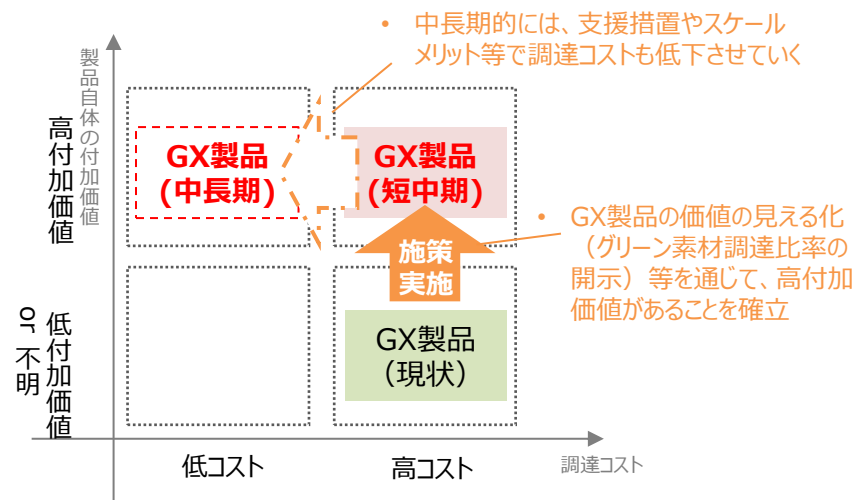 • 中長期的には、支援措置やスケール
メリット等で調達コストも低下させていく
製品自体の付加価値
高付加価値
GX製品
(中長期)
GX製品
(短中期)
• GX製品の価値の見える化
（グリーン素材調達比率の
開示）等を通じて、高付加
価値があることを確立
施策
実施
低付加価値
or 不明
GX製品
（現状）
低コスト
高コスト
調達コスト